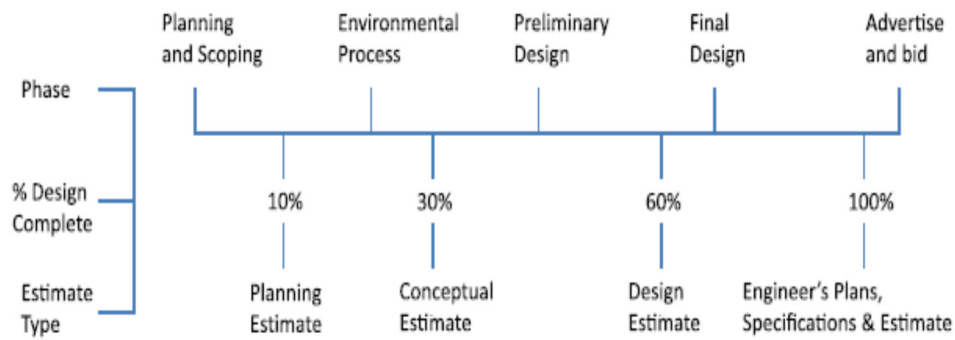 Planning
and Scoping
Environmental
Process
Preliminary
Design
Final
Design
Advertise
and bid
Phase
% Design
Complete
10%
30%
60%
100%
Estimate
Type
Planning
Estimate
Conceptual
Estimate
Design
Estimate
Engineer's Plans,
Specifications & Estimate